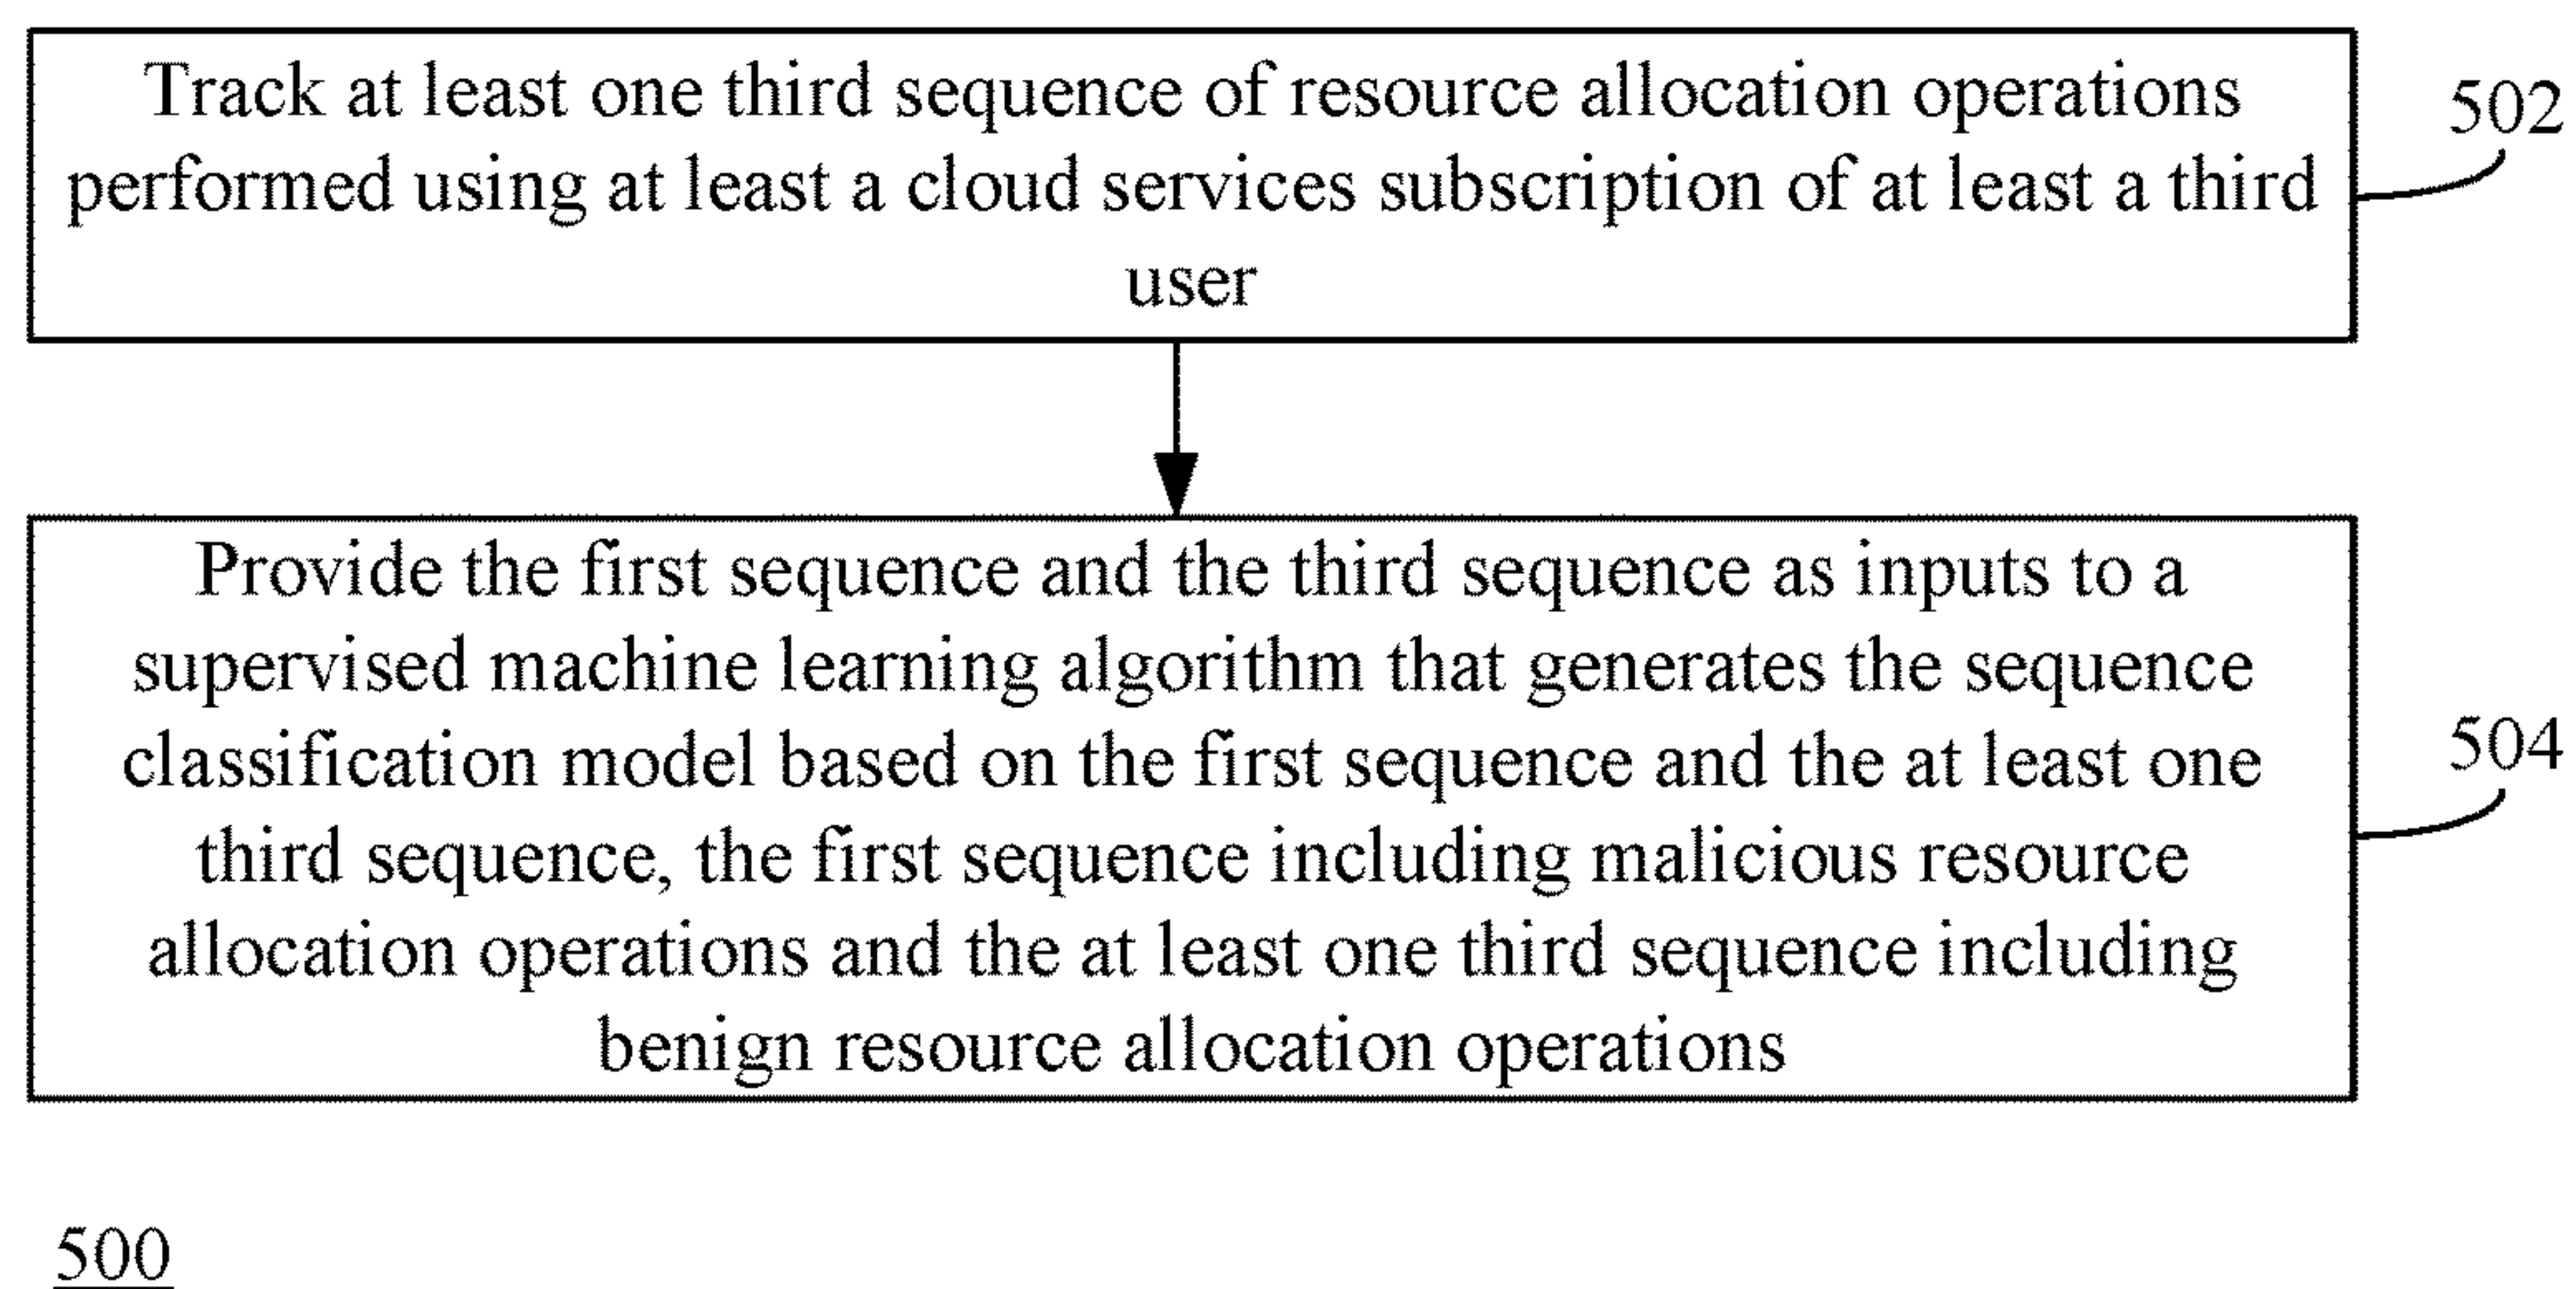 Track at least one third sequence of resource allocation operations
performed using at least a cloud services subscription of at least a third
user
502
Provide the first sequence and the third sequence as inputs to a
supervised machine learning algorithm that generates the sequence
classification model based on the first sequence and the at least one
third sequence, the first sequence including malicious resource
allocation operations and the at least one third sequence including
benign resource allocation operations
504
500